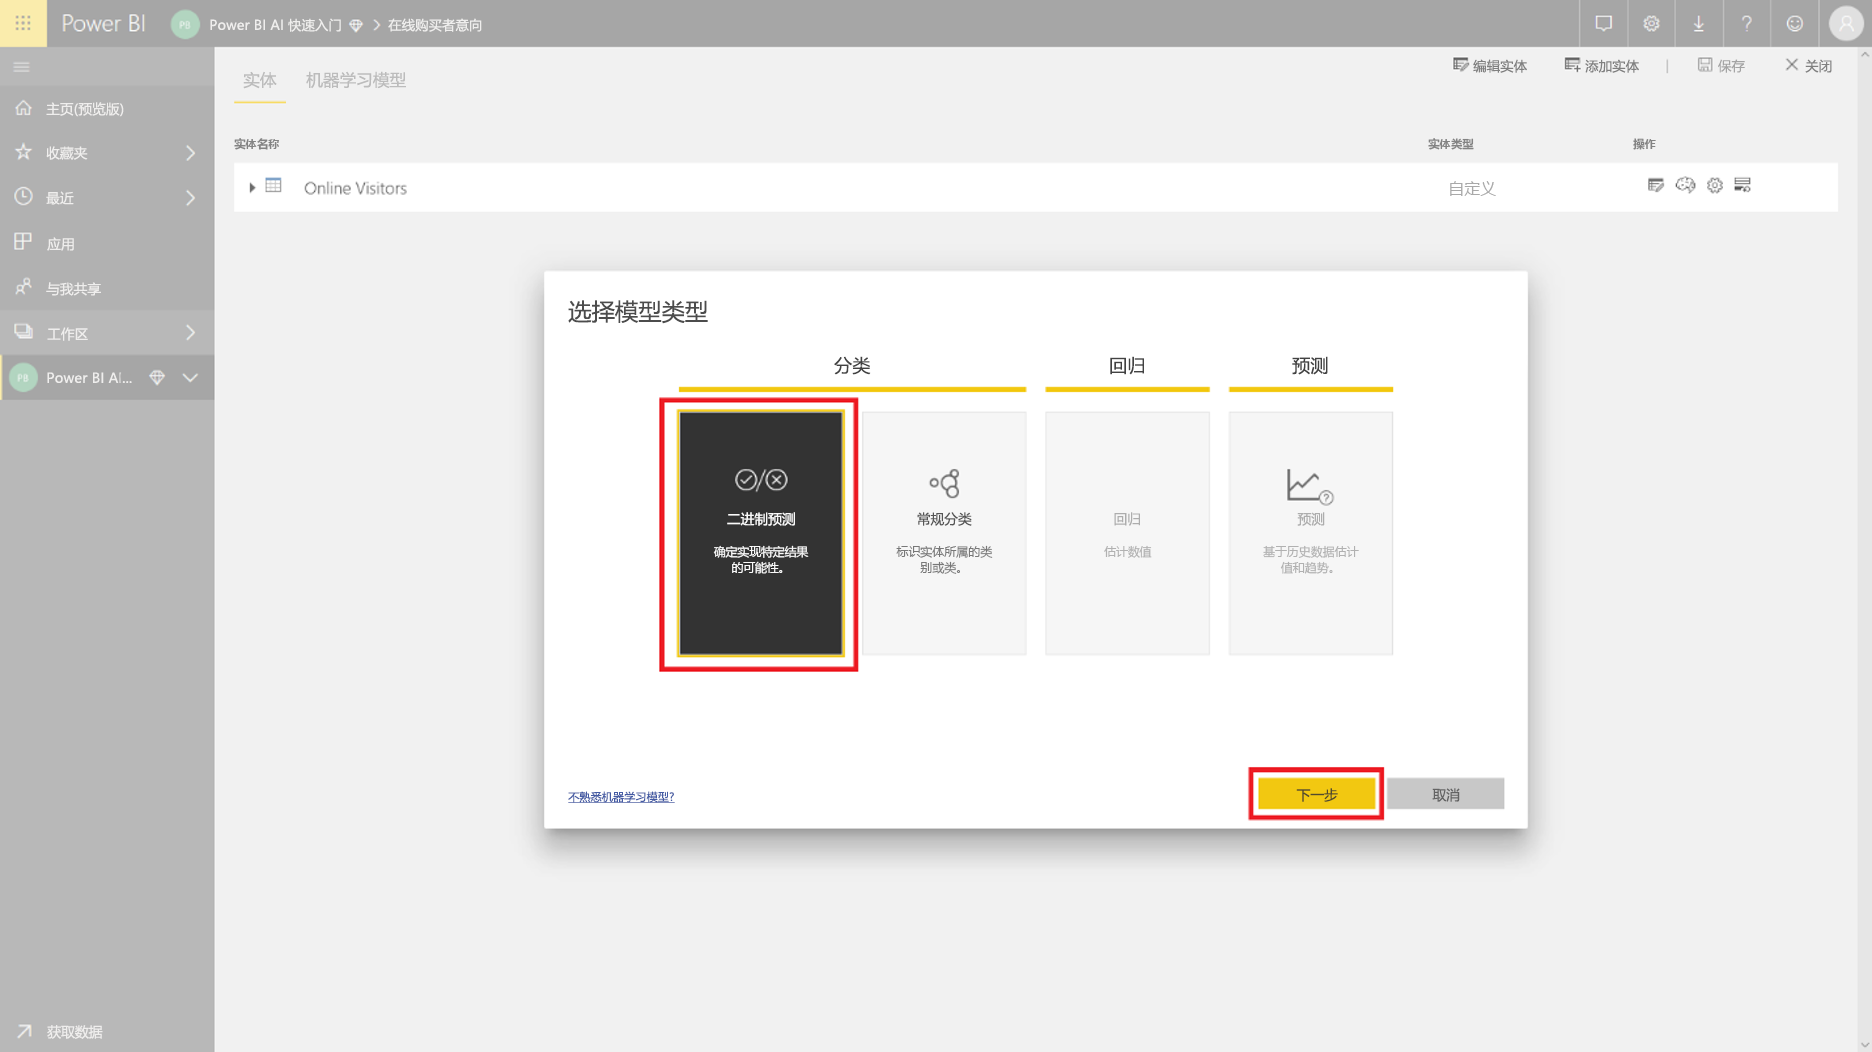 Power BI
PB
Power BI AI 快速入门
在线购买者意向
主页(预览版)
收藏夹
最近
应用
与我共享
工作区
PB
Power BI AI...
获取数据
实体
机器学习模型
编辑实体
添加实体
保存
关闭
实体名称
实体类型
操作
Online Visitors
自定义
选择模型类型
分类
回归
预测
二进制预测
确定实现特定结果
的可能性。
常规分类
标识实体所属的类
别或类。
回归
估计数值
预测
基于历史数据估计
值和趋势。
不熟悉机器学习模型?
下一步
取消